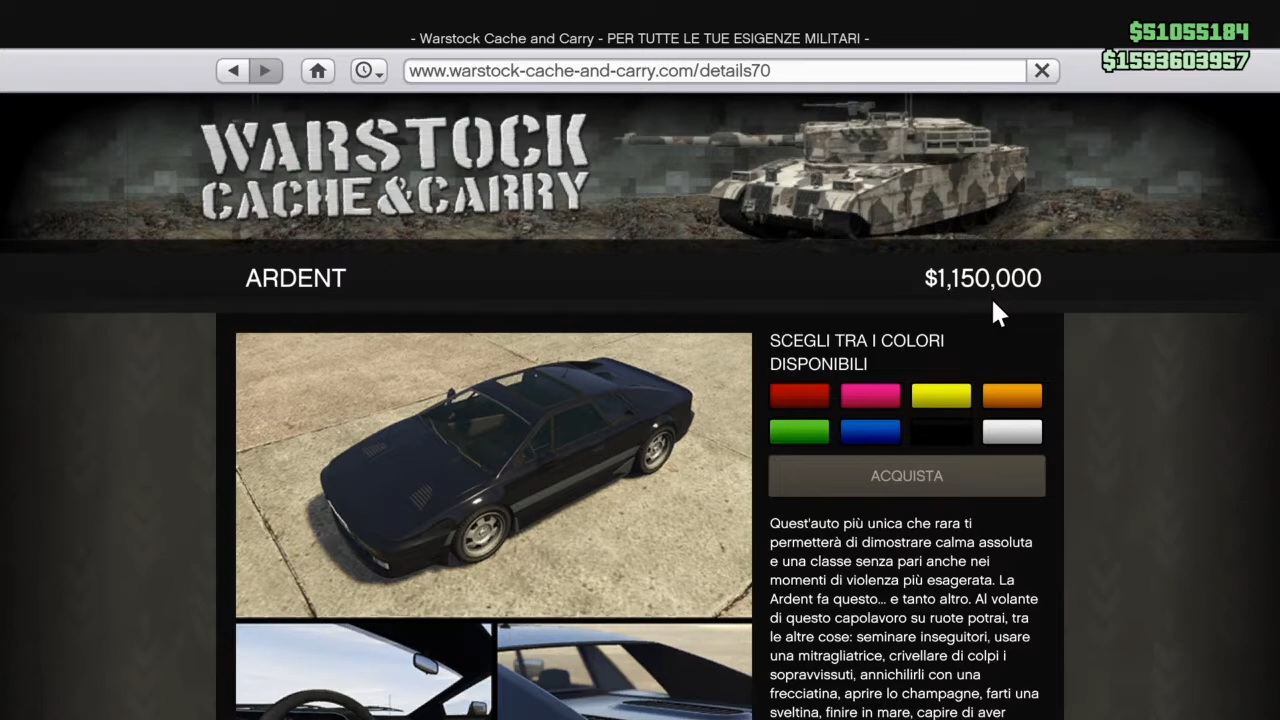 - Warstock Cache and Carry - PER TUTTE LE TUE ESIGENZE MILITARI -
$51055184
$1593603957
www.warstock-cache-and-carry.com/details70
WARSTOCK
CACHE&CARRY
ARDENT
$1,150,000
SCEGLI TRA I COLORI
DISPONIBILI
ACQUISTA
Quest'auto più unica che rara ti
permetterà di dimostrare calma assoluta
e una classe senza pari anche nei
momenti di violenza più esagerata. La
Ardent fa questo... e tanto altro. Al volante
di questo capolavoro su ruote potrai, tra
le altre cose: seminare inseguitori, usare
una mitragliatrice, crivellare di colpi i
sopravvissuti, annichilirli con una
frecciatina, aprire lo champagne, farti una
sveltina, finire in mare, capire di aver